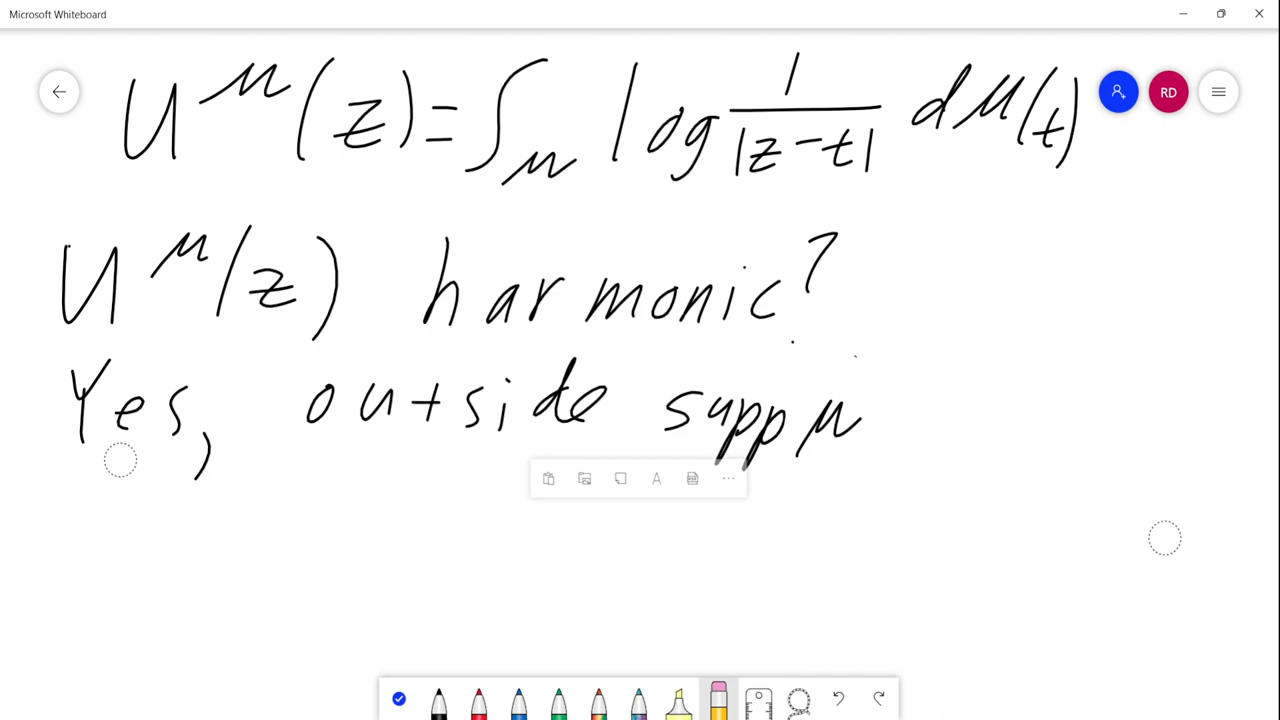 Microsoft Whiteboard
U^μ(z) = ∫_μ log 1/|z-t| dμ(t)
RD
U^μ(z) harmonic?
Yes, outside supp μ